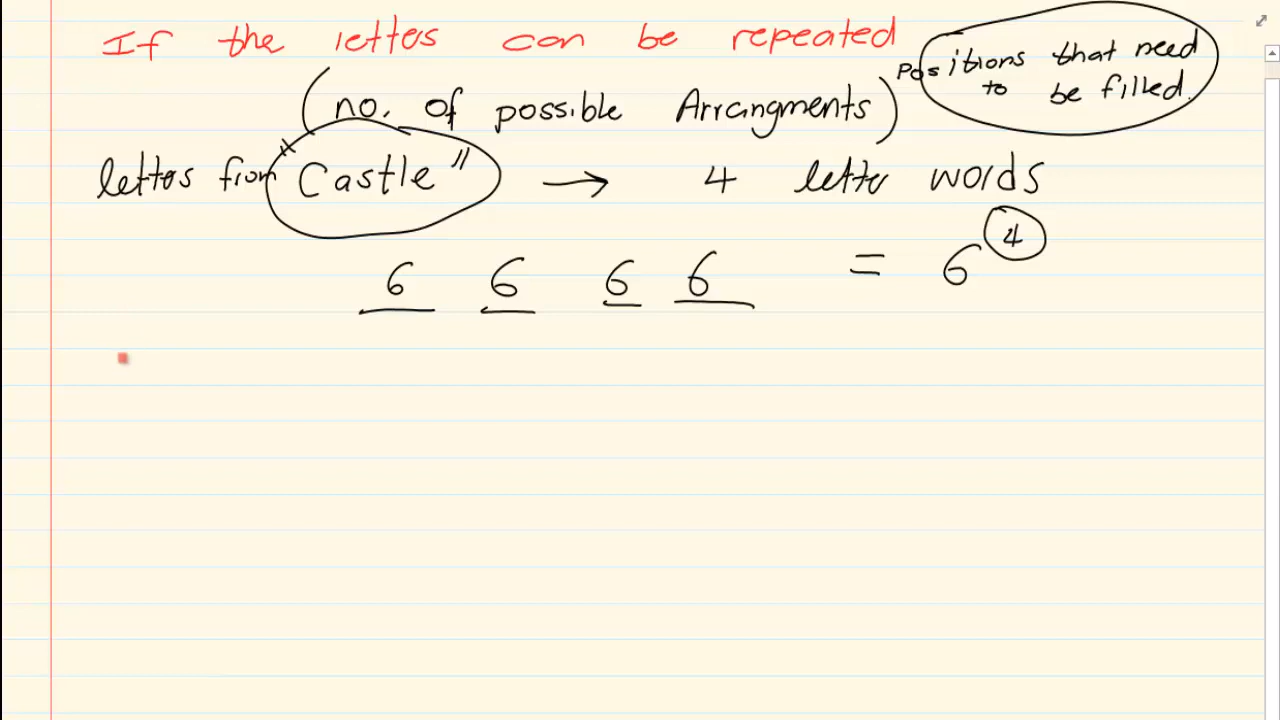 If the letters can be repeated
(no. of possible Arrangments) (Positions that need to be filled.)
letters from "Castle" → 4 letter words
6 6 6 6 = 6^4